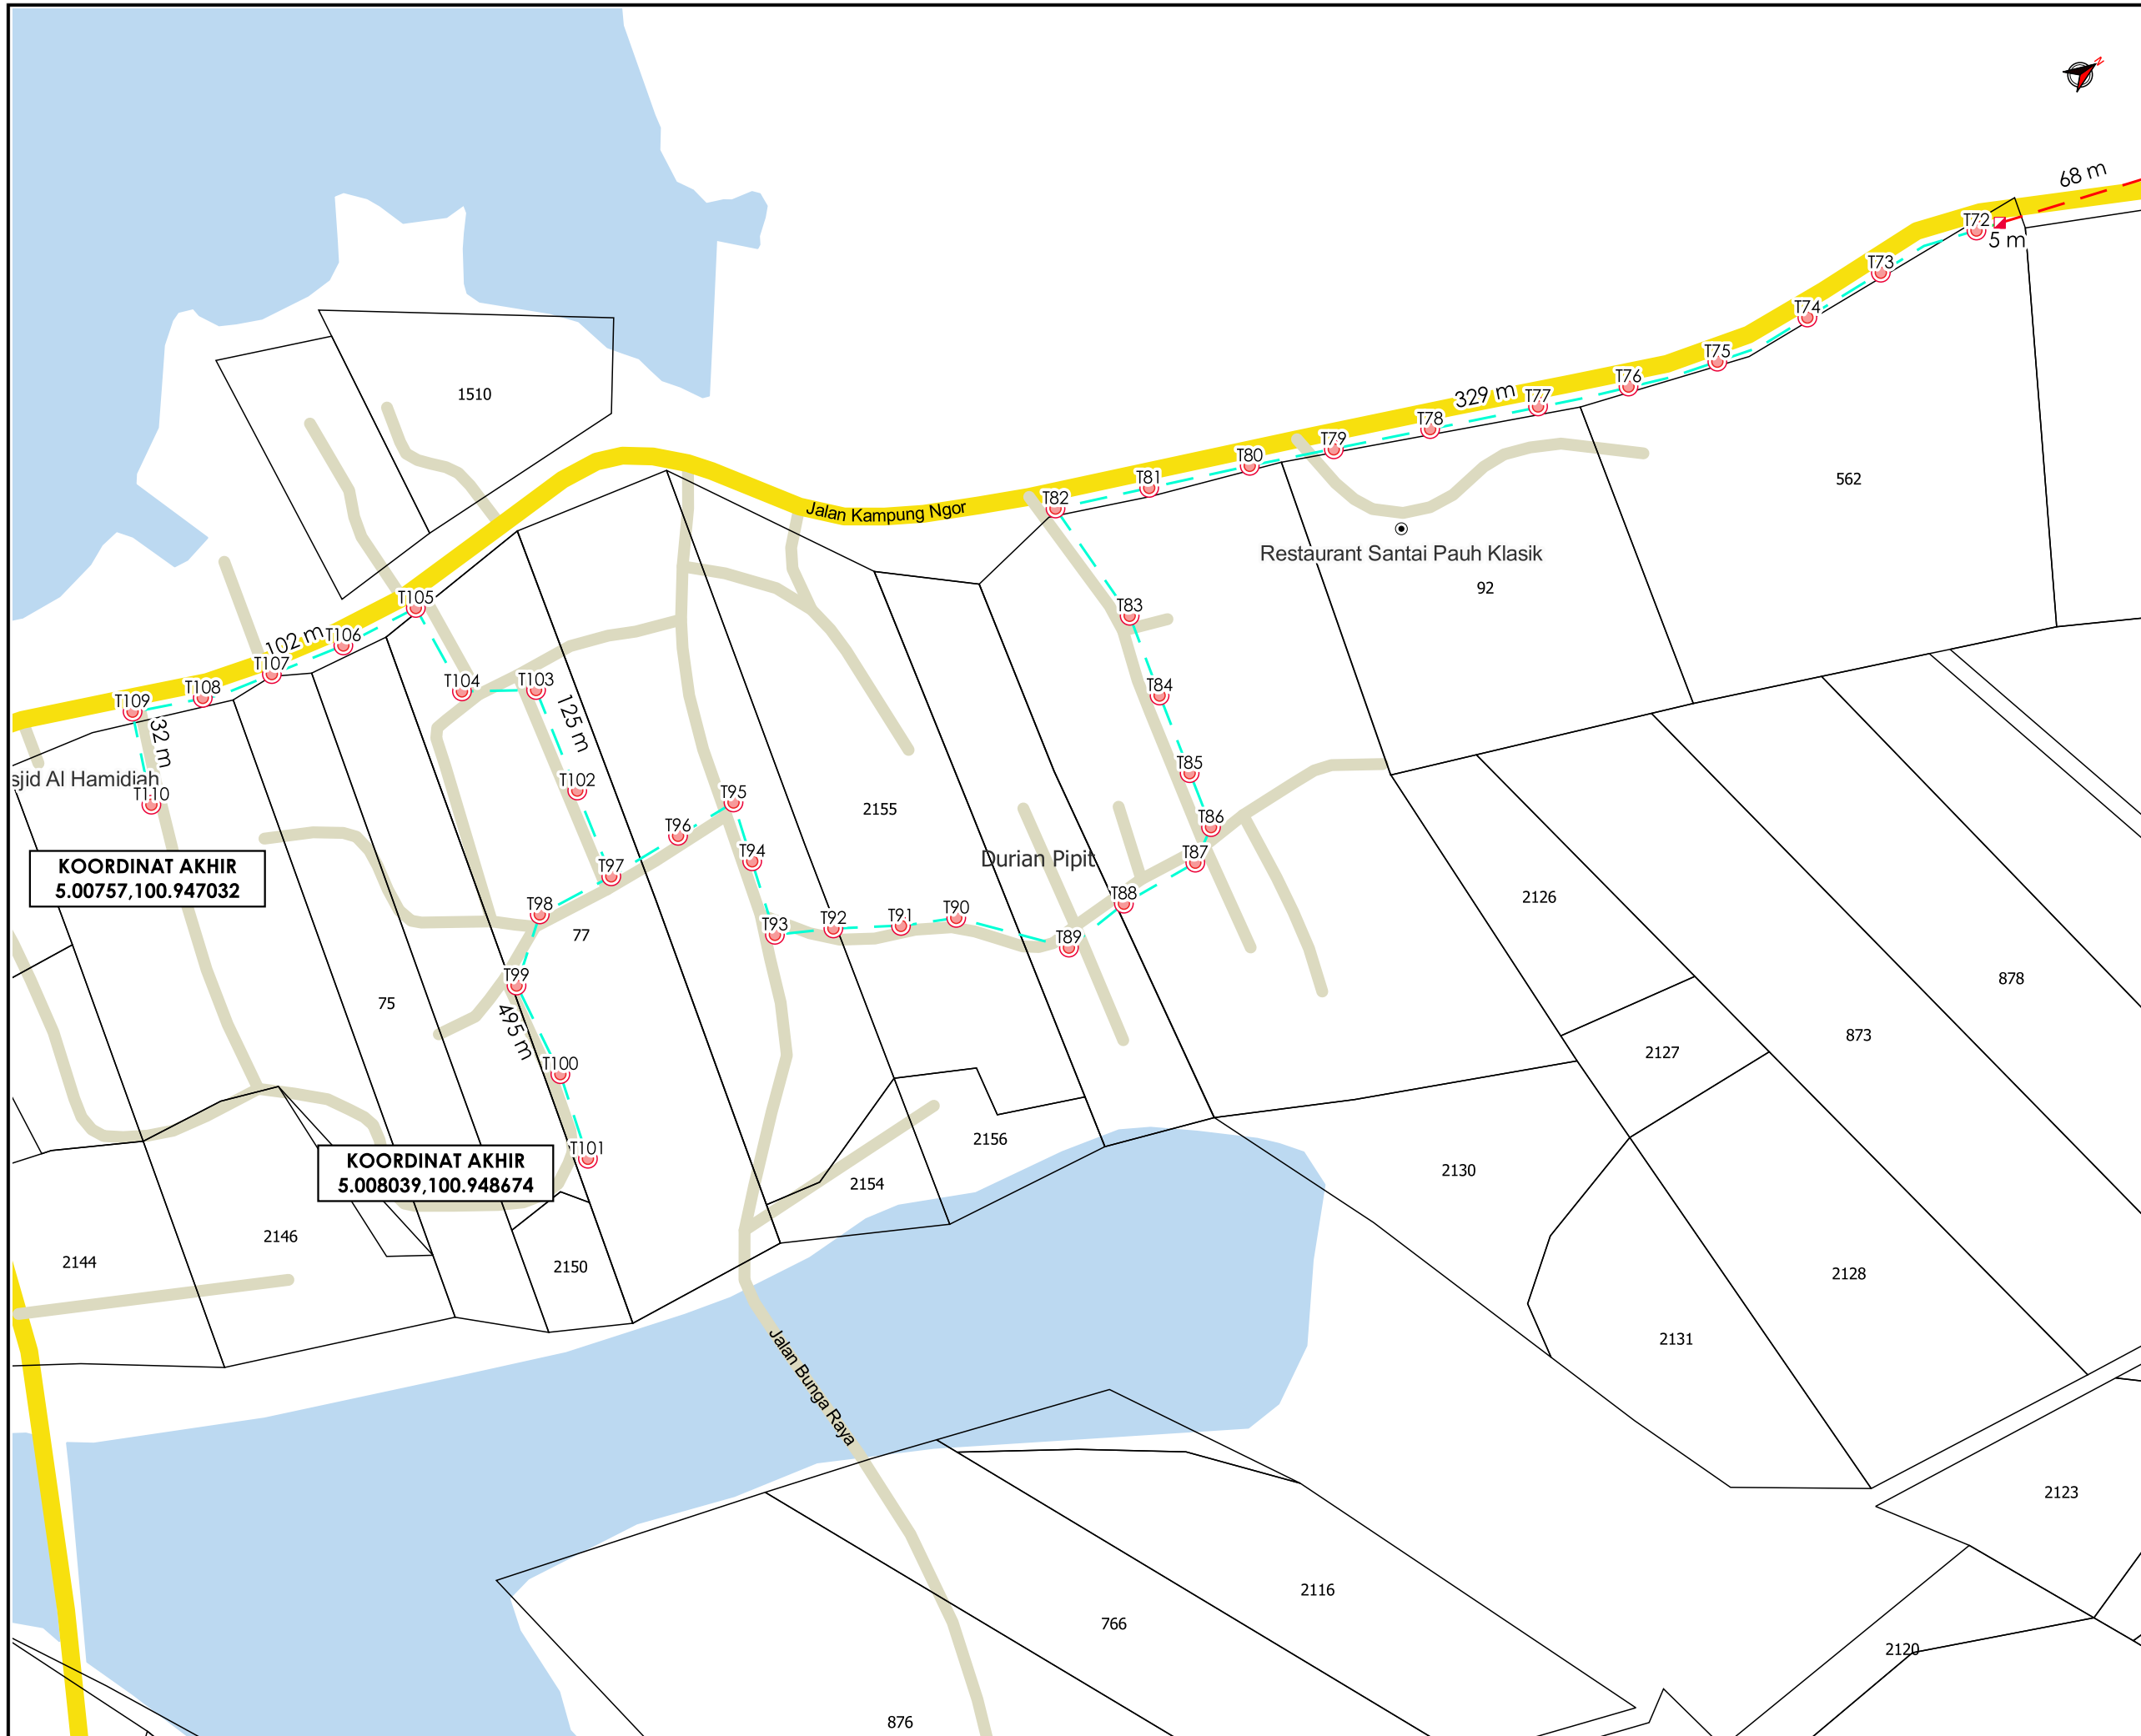 N
68 m
T72
5 m
T73
T74
T75
T76
329 m
T77
T78
T79
T80
T81
T82
1510
Jalan Kampung Ngor
562
Restaurant Santai Pauh Klasik
92
T83
T105
T106
102 m
T107
T108
T109
T104
T103
125 m
32 m
T84
T85
sjid Al Hamidiah
T110
T102
T95
2155
T96
T86
T94
Durian Pipit
T87
KOORDINAT AKHIR
5.00757,100.947032
T97
T98
T88
2126
T93
T92
T91
T90
T89
77
T99
878
75
495 m
873
2127
T100
T101
2156
KOORDINAT AKHIR
5.008039,100.948674
2154
2130
2146
2144
2150
2128
2131
Jalan Bunga Raya
2123
2116
766
2120
876